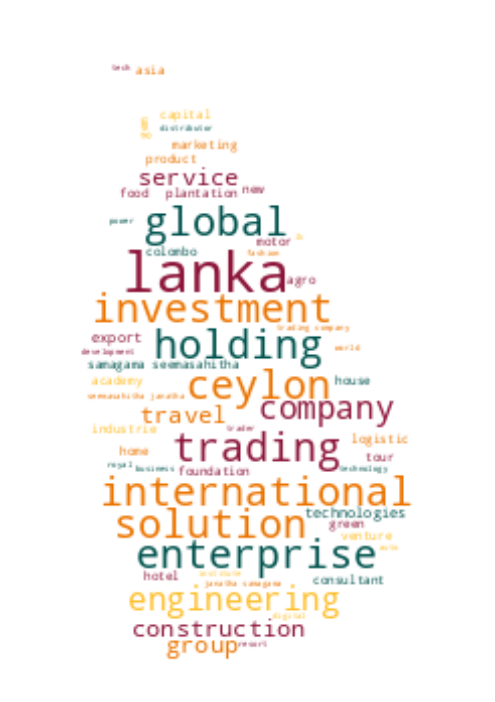 tech asia
capital
distributor
marketing
product
service
food plantation new
power global
motor
colombo fashion
lanka agro
investment
trading company
export holding world
development
samagama seemasahitha
academy ceylon house
seemasahitha janatha
travel company
industrie trader
trading logistic
home tour
royal business foundation technology
international
solution technologies
green
venture
enterprise
hotel consultant
janatha samagama
engineering
digital
construction
group resort